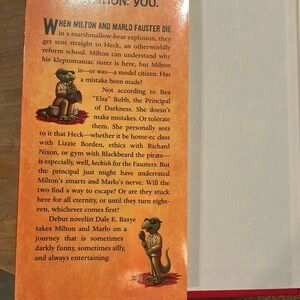 ATION: YOU.
WHEN MILTON AND MARLO FAUSTER DIE
in a marshmallow-bear explosion, they
get sent straight to Heck, an otherworldly
reform school. Milton can understand why
his kleptomaniac sister is here, but Milton
is—or was—a model citizen. Has
a mistake been made?
Not according to Bea
"Elsa" Bubb, the Principal
of Darkness. She doesn't
make mistakes. Or tolerate
them. She personally sees
to it that Heck—whether it be home-ec class
with Lizzie Borden, ethics with Richard
Nixon, or gym with Blackbeard the pirate—
is especially, well, heckish for the Fausters. But
the principal just might have underrated
Milton's smarts and Marlo's nerve. Will the
two find a way to escape? Or are they stuck
here for all eternity, or until they turn eight-
een, whichever comes first?
Debut novelist Dale E. Basye
takes Milton and Marlo on a
journey that is sometimes
darkly funny, sometimes silly,
and always entertaining.